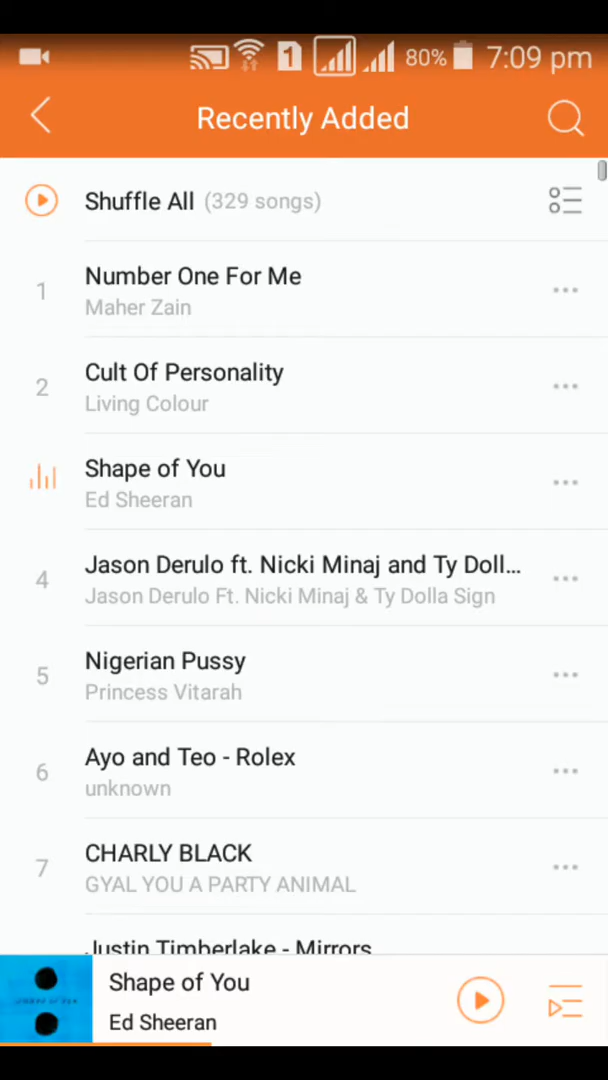 1 80% 7:09 pm
Recently Added
Shuffle All (329 songs)
1 Number One For Me
Maher Zain
2 Cult Of Personality
Living Colour
Shape of You
Ed Sheeran
4 Jason Derulo ft. Nicki Minaj and Ty Doll...
Jason Derulo Ft. Nicki Minaj & Ty Dolla Sign
5 Nigerian Pussy
Princess Vitarah
6 Ayo and Teo - Rolex
unknown
7 CHARLY BLACK
GYAL YOU A PARTY ANIMAL
Justin Timberlake - Mirrors
Shape of You
Ed Sheeran